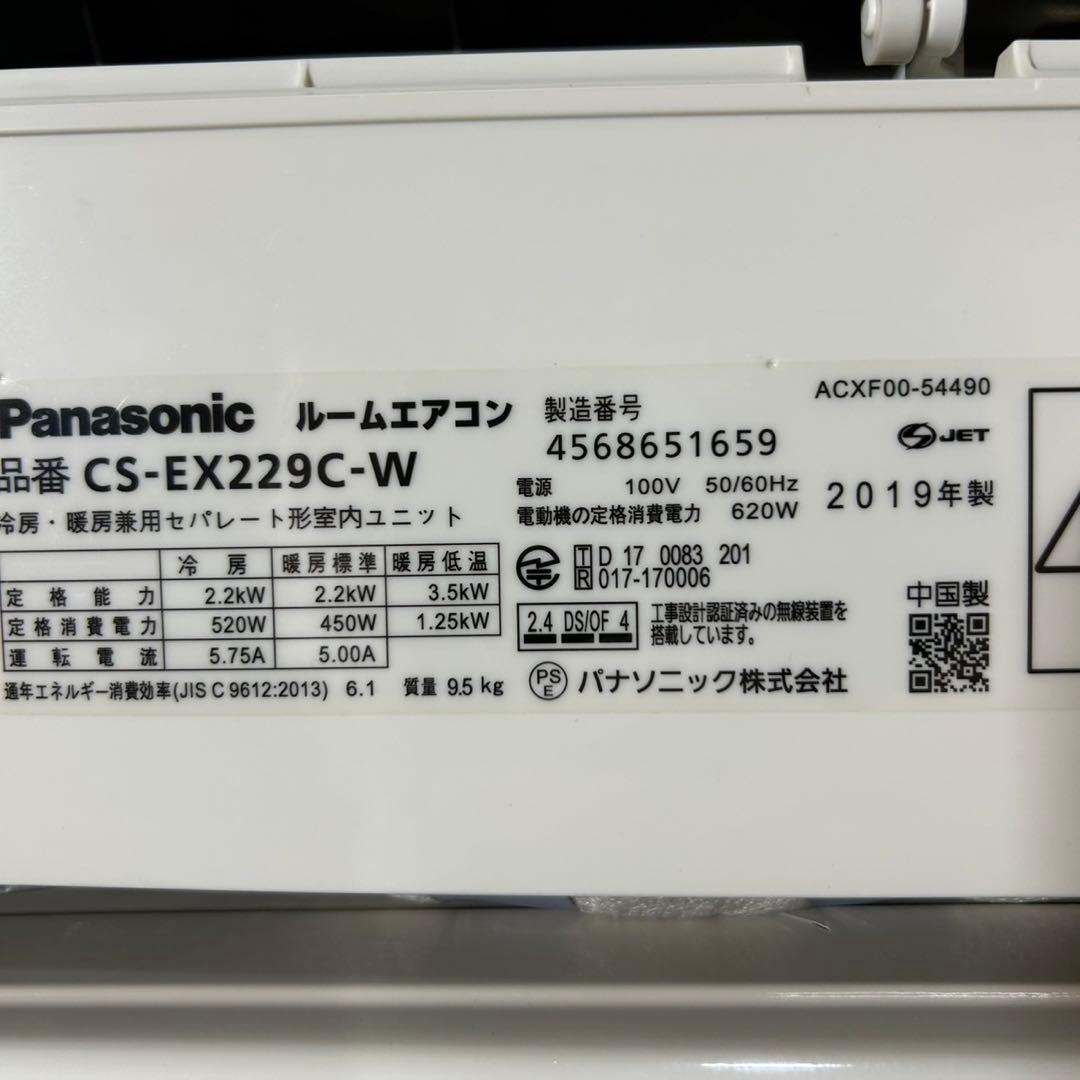 Panasonic ルームエアコン
品番 CS-EX229C-W
冷房・暖房兼用セパレート形室内ユニット
冷房 暖房標準 暖房低温
定格能力 2.2kW 2.2kW 3.5kW
定格消費電力 520W 450W 1.25kW
運転電流 5.75A 5.00A
通年エネルギー消費効率(JIS C 9612:2013) 6.1 質量 9.5 kg
製造番号
4568651659
電源 100V 50/60Hz
電動機の定格消費電力 620W
T D 17 0083 201
R 017-170006
2.4 DS/OF 4
工事設計認証済みの無線装置を
搭載しています。
PS
E
パナソニック株式会社
ACXF00-54490
JET
2019年製
中国製